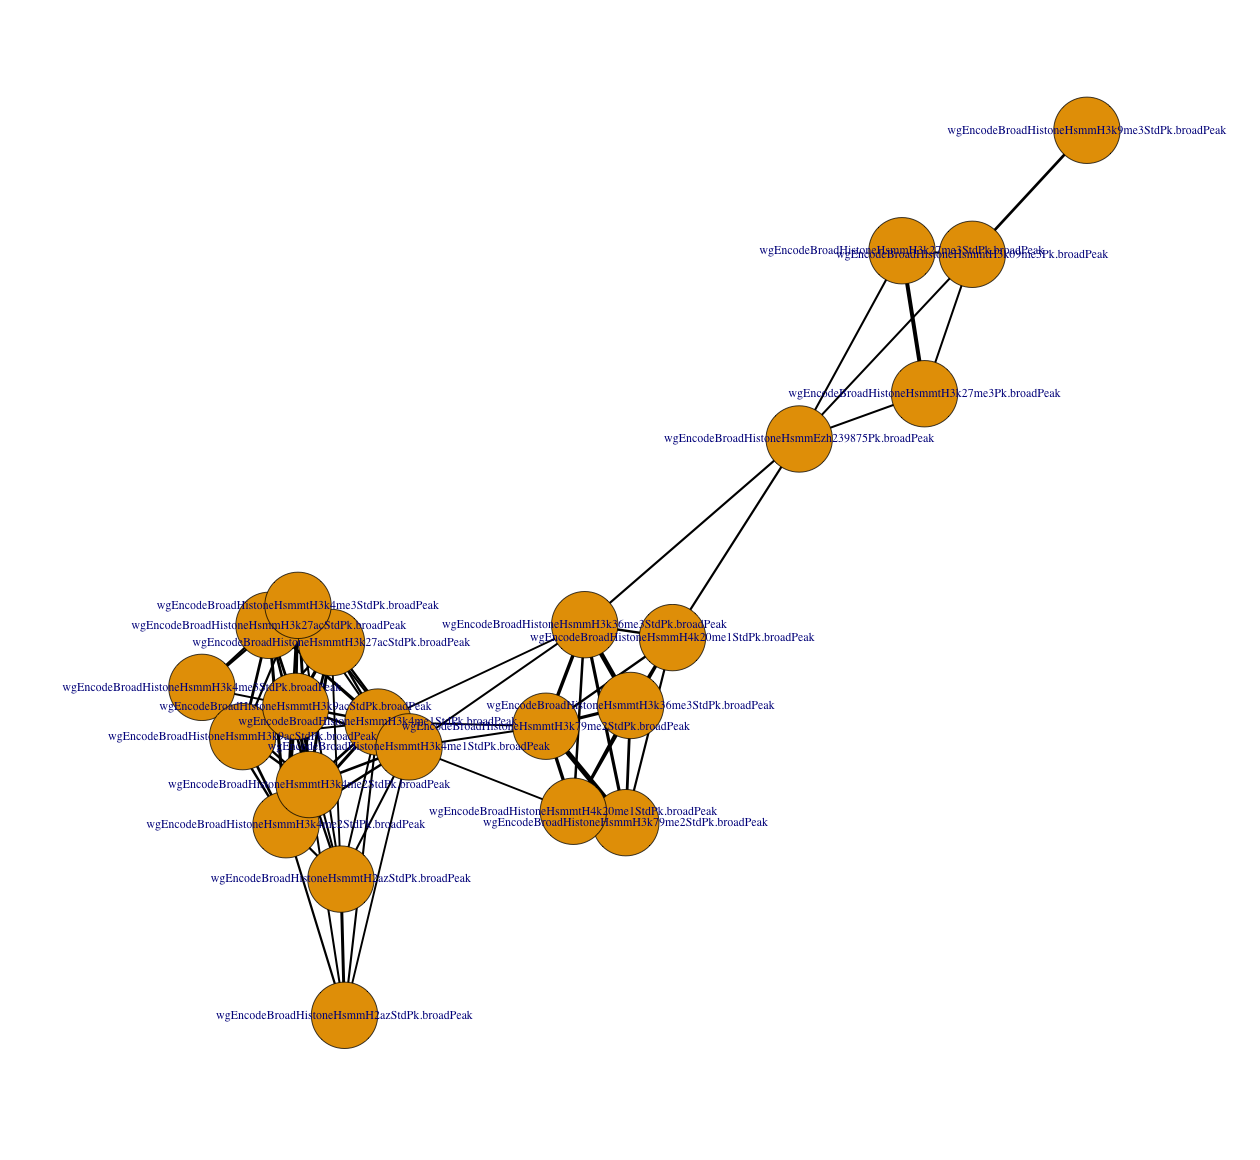 wgEncodeBroadHistoneHsmmH3k9me3StdPk.broadPeak
wgEncodeBroadHistoneHsmmH3k27me3StdPk.broadPeak
wgEncodeBroadHistoneHsmmtH3k09me3Pk.broadPeak
wgEncodeBroadHistoneHsmmtH3k27me3Pk.broadPeak
wgEncodeBroadHistoneHsmmEzh239875Pk.broadPeak
wgEncodeBroadHistoneHsmmtH3k4me3StdPk.broadPeak
wgEncodeBroadHistoneHsmmH3k27acStdPk.broadPeak
wgEncodeBroadHistoneHsmmH3k36me3StdPk.broadPeak
wgEncodeBroadHistoneHsmmH4k20me1StdPk.broadPeak
wgEncodeBroadHistoneHsmmtH3k27acStdPk.broadPeak
wgEncodeBroadHistoneHsmmH3k4me3StdPk.broadPeak
wgEncodeBroadHistoneHsmmtH3k9acStdPk.broadPeak
wgEncodeBroadHistoneHsmmtH3k36me3StdPk.broadPeak
wgEncodeBroadHistoneHsmmH3k4me1StdPk.broadPeak
wgEncodeBroadHistoneHsmmtH3k79me2StdPk.broadPeak
wgEncodeBroadHistoneHsmmH3k9acStdPk.broadPeak
wgEncodeBroadHistoneHsmmtH3k4me1StdPk.broadPeak
wgEncodeBroadHistoneHsmmtH3k4me2StdPk.broadPeak
wgEncodeBroadHistoneHsmmtH4k20me1StdPk.broadPeak
wgEncodeBroadHistoneHsmmH3k79me2StdPk.broadPeak
wgEncodeBroadHistoneHsmmH3k4me2StdPk.broadPeak
wgEncodeBroadHistoneHsmmtH2azStdPk.broadPeak
wgEncodeBroadHistoneHsmmH2azStdPk.broadPeak